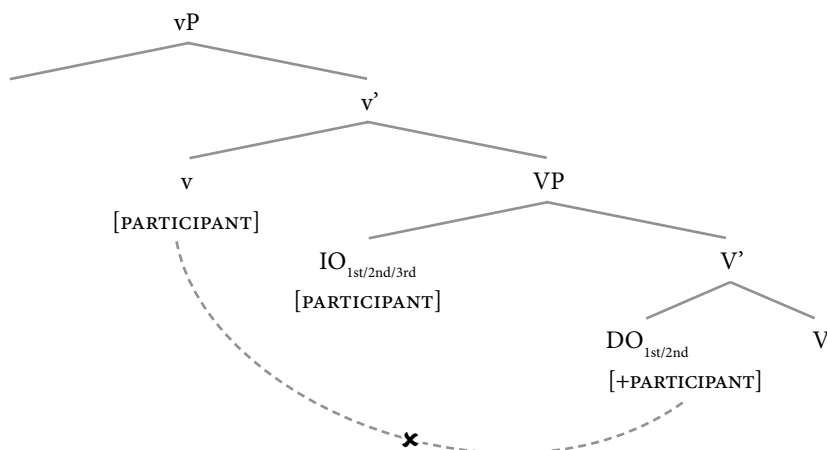 vP
v’
v VP
[PARTICIPANT]
IO1st/2nd/3rd V’
[PARTICIPANT]
DO1st/2nd V
[+PARTICIPANT]
✘